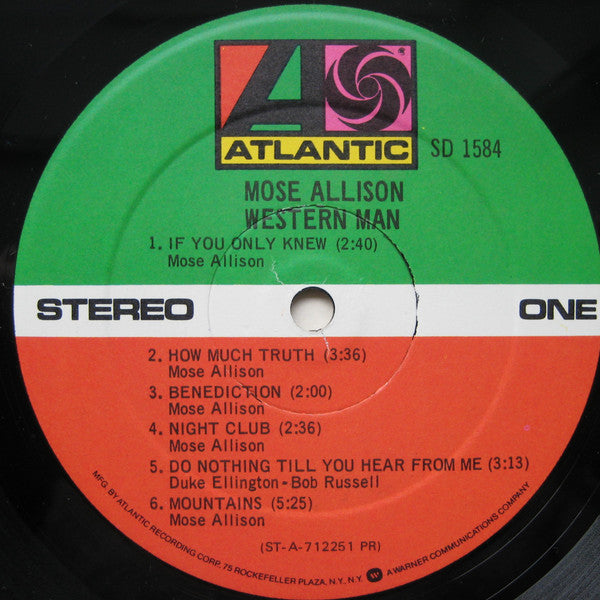 ATLANTIC
SD 1584
MOSE ALLISON
WESTERN MAN
1. IF YOU ONLY KNEW (2:40)
Mose Allison
STEREO
ONE
2. HOW MUCH TRUTH (3:36)
Mose Allison
3. BENEDICTION (2:00)
Mose Allison
4. NIGHT CLUB (2:36)
Mose Allison
5. DO NOTHING TILL YOU HEAR FROM ME (3:13)
Duke Ellington-Bob Russell
6. MOUNTAINS (5:25)
Mose Allison
(ST-A-712251 PR)
MFG. BY ATLANTIC RECORDING CORP. 75 ROCKEFELLER PLAZA, N.Y., N.Y. A WARNER COMMUNICATIONS COMPANY